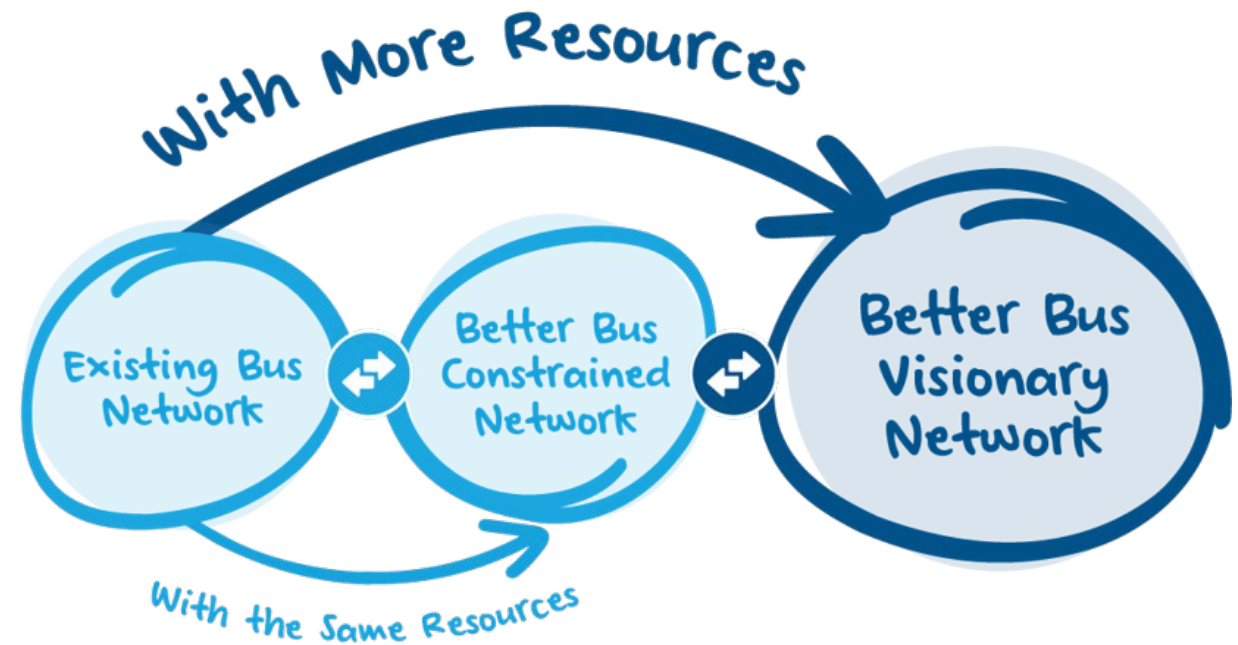 With More Resources
Existing Bus
Network
Better Bus
Constrained
Network
Better Bus
Visionary
Network
With the Same Resources